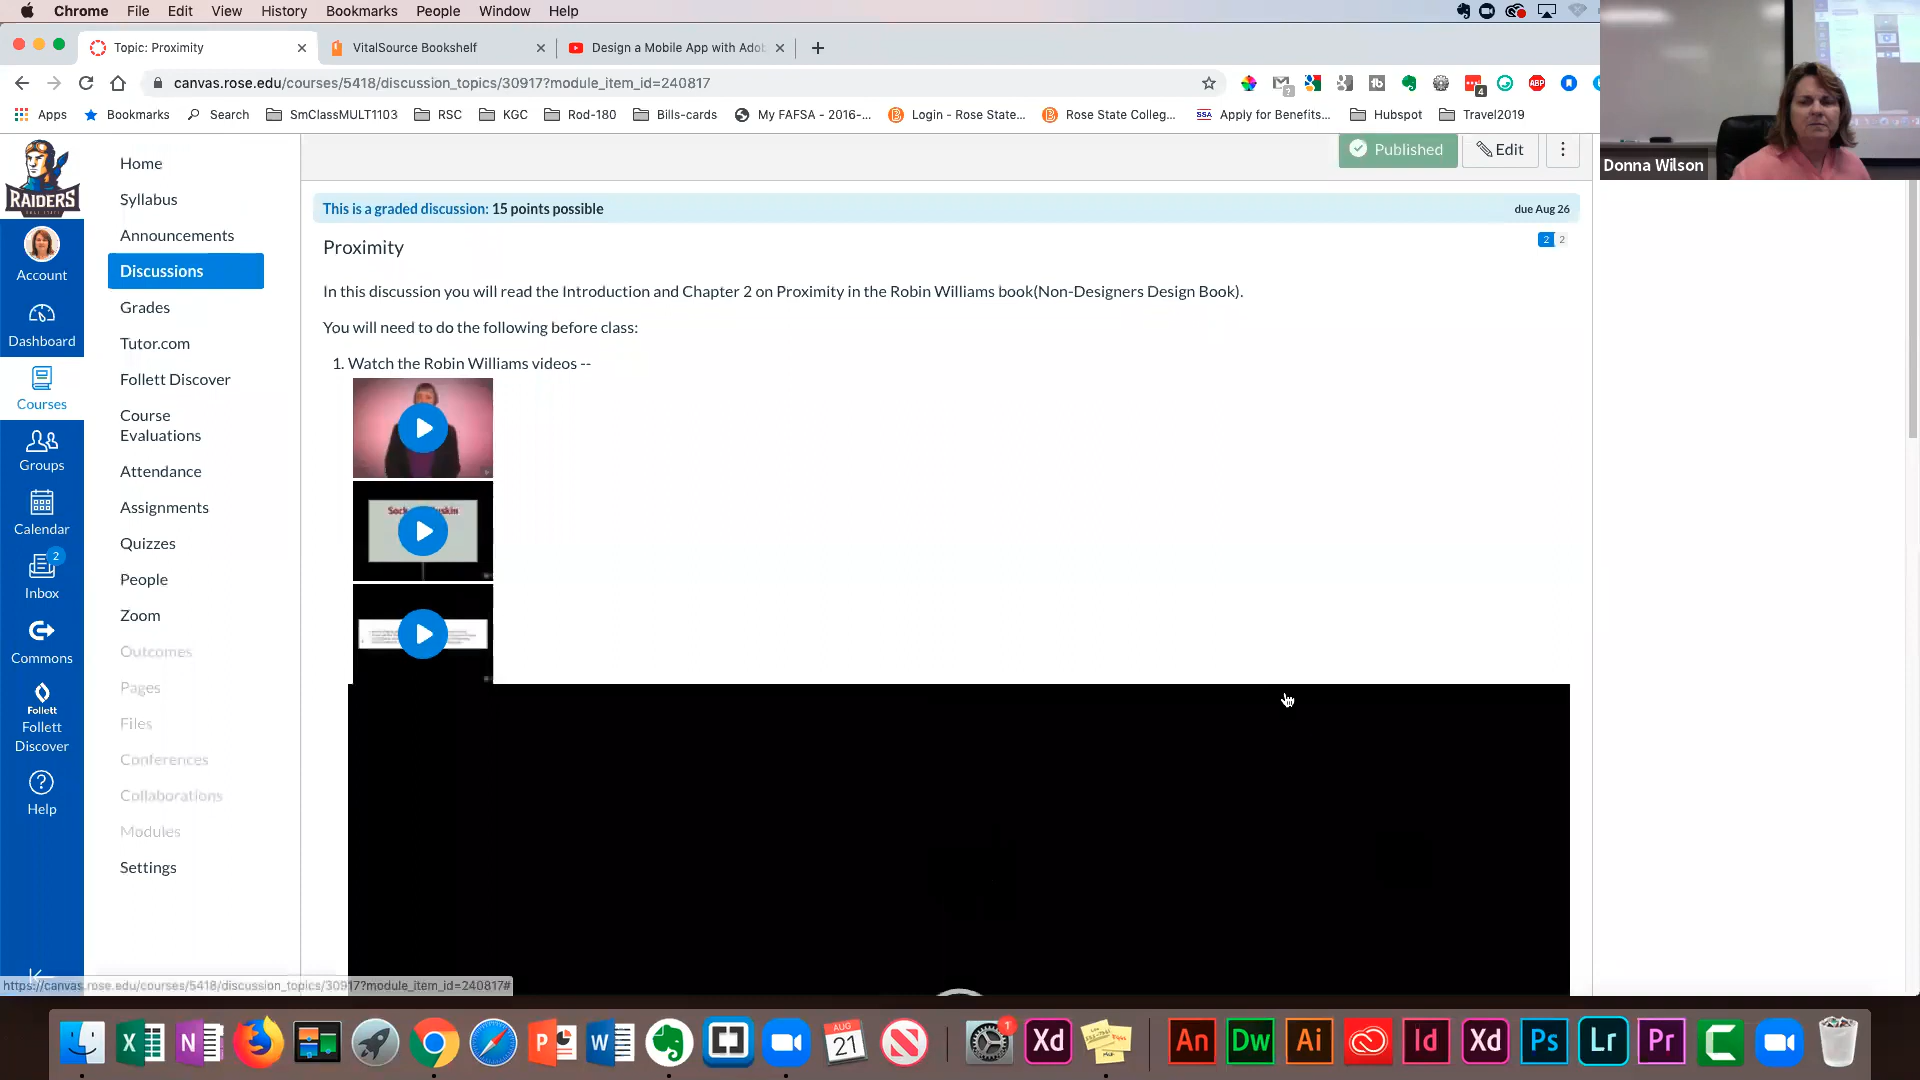 Chrome File Edit View History Bookmarks People Window Help
Topic: Proximity
VitalSource Bookshelf
Design a Mobile App with Adob
canvas.rose.edu/courses/5418/discussion_topics/30917?module_item_id=240817
Apps Bookmarks Search SmClassMULT1103 RSC KGC Rod-180 Bills-cards My FAFSA - 2016-... Login - Rose State... Rose State Colleg... SSA Apply for Benefits... Hubspot Travel2019
Donna Wilson
RAIDERS
Account
Dashboard
Courses
Groups
Calendar
2
Inbox
Commons
Follett
Follett
Discover
Help
Home
Syllabus
Announcements
Discussions
Grades
Tutor.com
Follett Discover
Course
Evaluations
Attendance
Assignments
Quizzes
People
Zoom
Outcomes
Pages
Files
Conferences
Collaborations
Modules
Settings
Published Edit
This is a graded discussion: 15 points possible due Aug 26
Proximity 2 2
In this discussion you will read the Introduction and Chapter 2 on Proximity in the Robin Williams book(Non-Designers Design Book).
You will need to do the following before class:
1. Watch the Robin Williams videos --
https://canvas.rose.edu/courses/5418/discussion_topics/30917?module_item_id=240817#
X N P W AUG 21 1 Xd An Dw Ai Id Xd Ps Lr Pr C